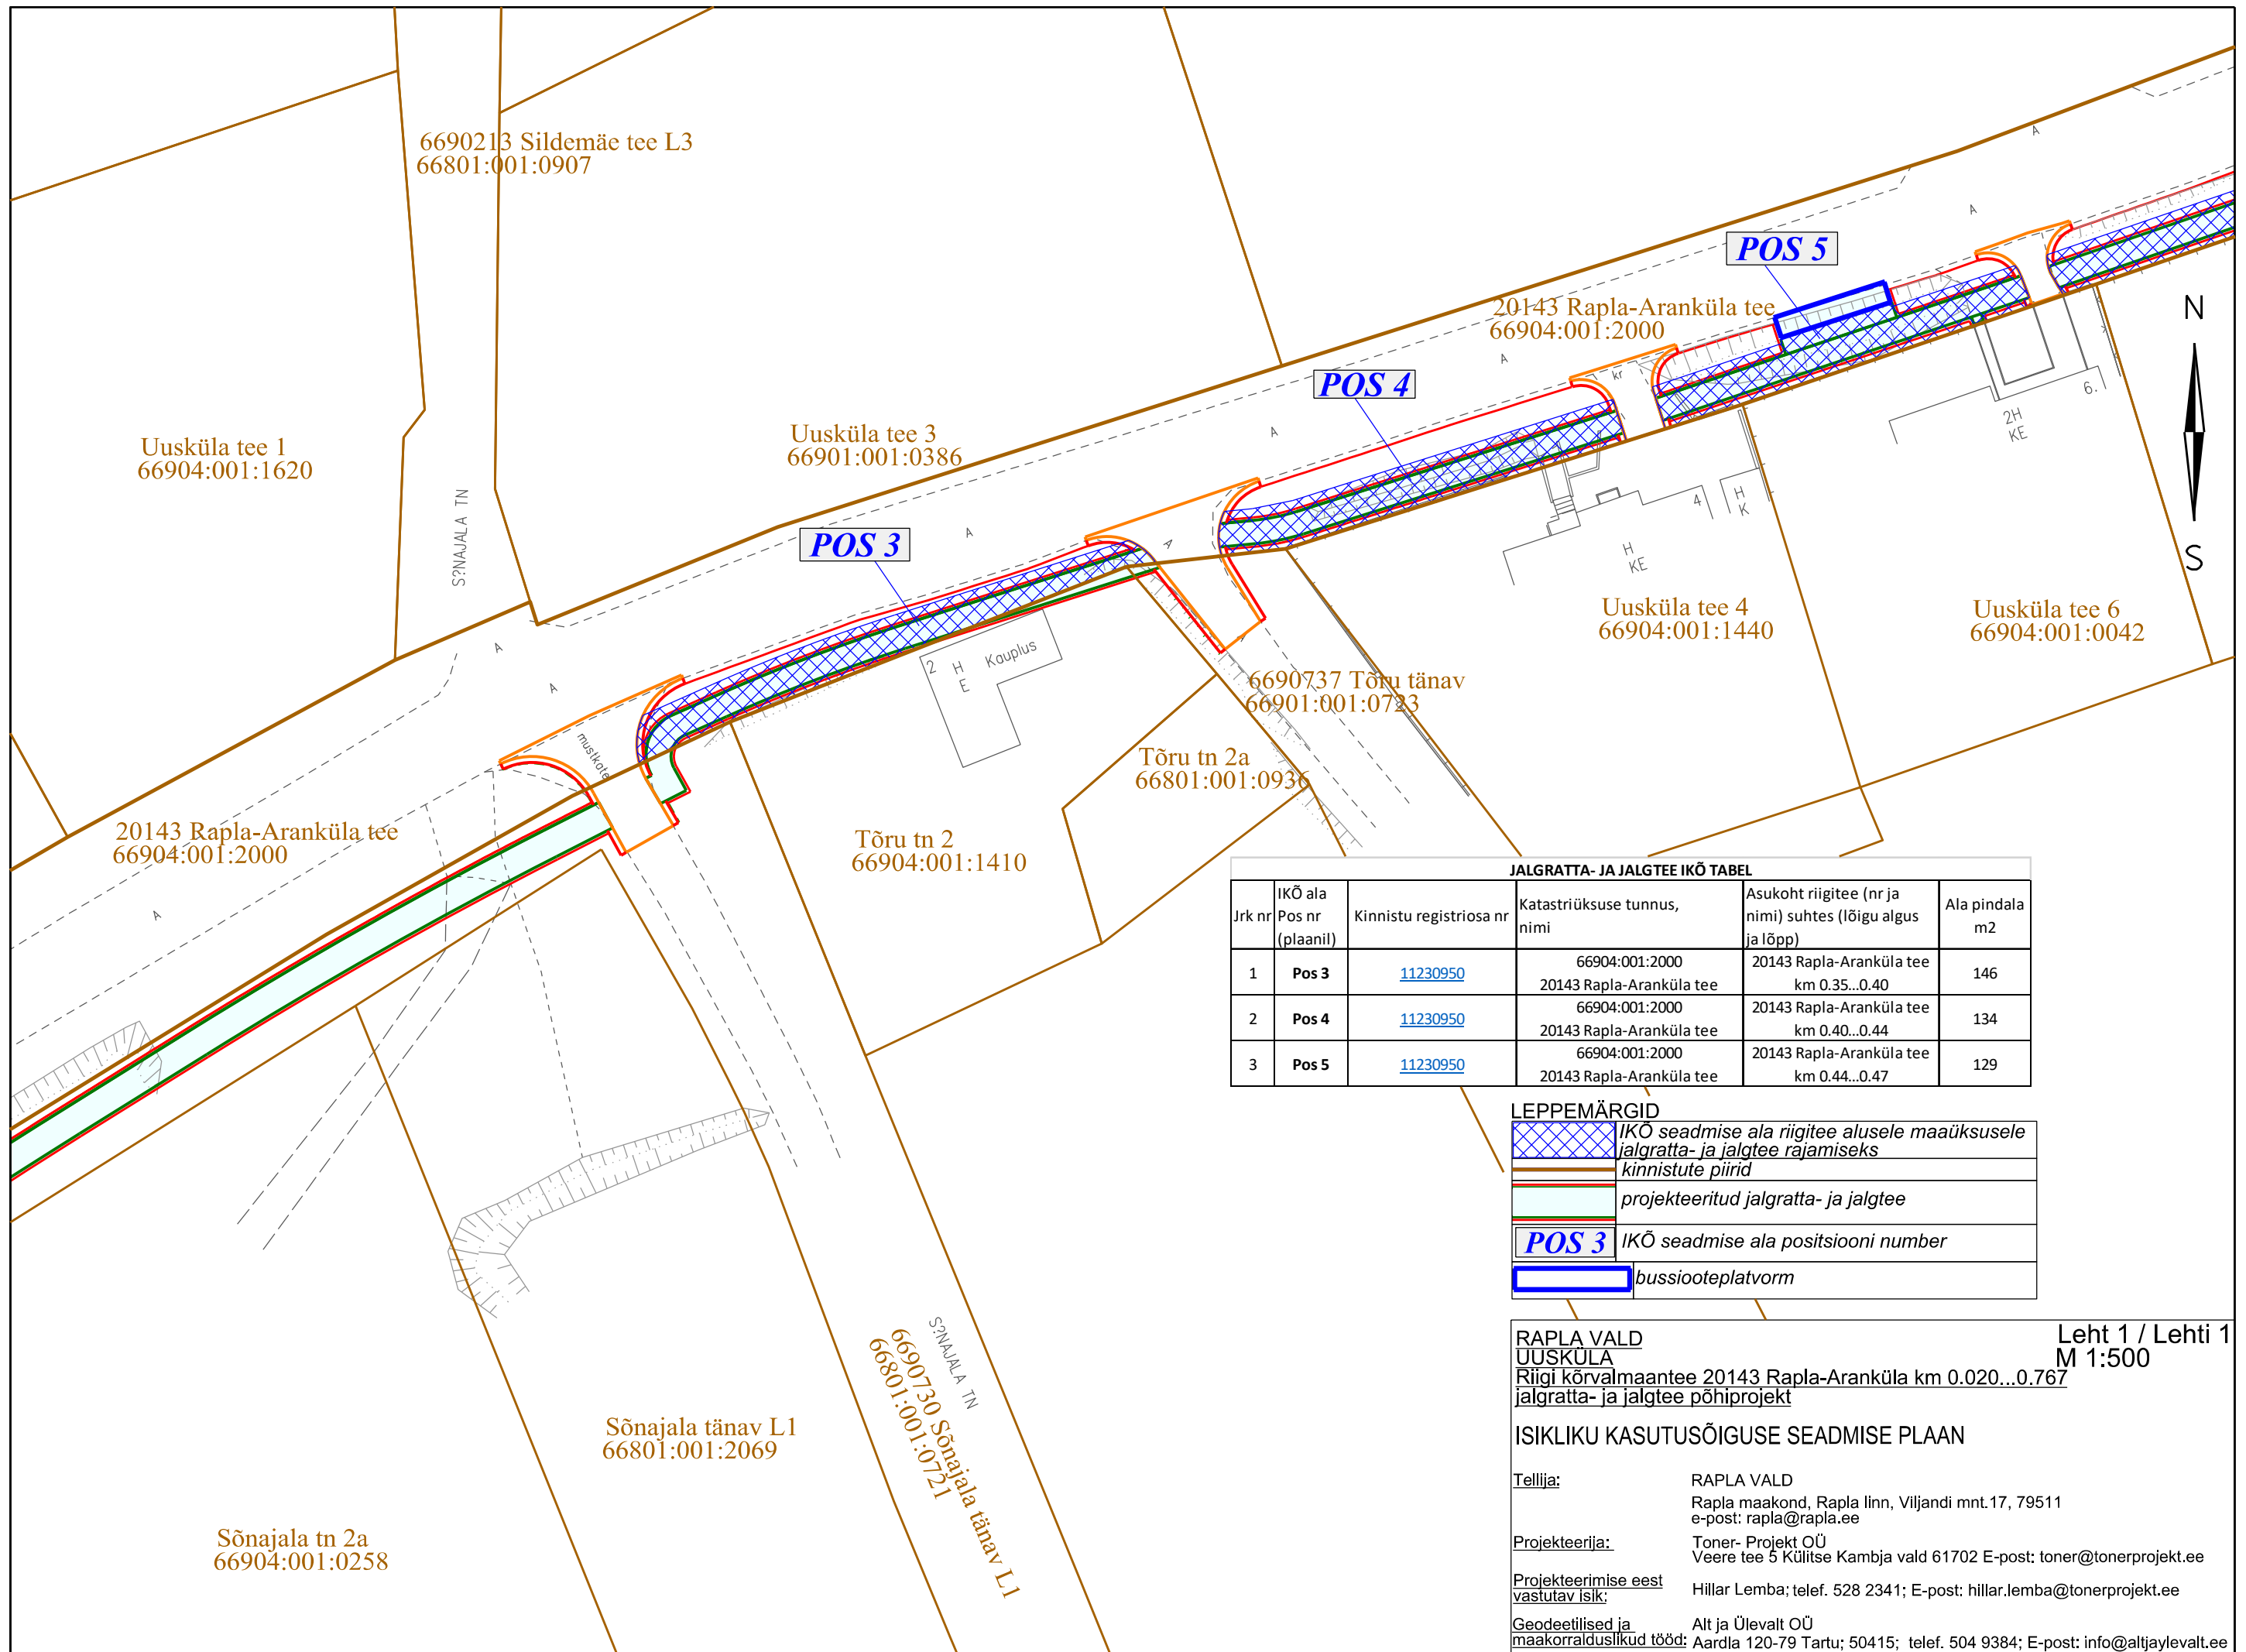 6690213 Sildemäe tee L3
66801:001:0907
POS 5
20143 Rapla-Aranküla tee
66904:001:2000
N
S
POS 4
Uusküla tee 1
66904:001:1620
Uusküla tee 3
66901:001:0386
S?NAJALA TN
POS 3
A
A
A
A
A
A
A
A
A
A
kr
2H
KE
6.
4
H
K
H
KE
Uusküla tee 4
66904:001:1440
Uusküla tee 6
66904:001:0042
2
H
E
Kauplus
mustkate
6690737 Tõru tänav
66901:001:0723
Tõru tn 2a
66801:001:0936
20143 Rapla-Aranküla tee
66904:001:2000
Tõru tn 2
66904:001:1410
JALGRATTA- JA JALGTEE IKÕ TABEL
Jrk nr
IKÕ ala
Pos nr
(plaanil)
Kinnistu registriosa nr
Katastriüksuse tunnus,
nimi
Asukoht riigitee (nr ja
nimi) suhtes (lõigu algus
ja lõpp)
Ala pindala
m2
1
Pos 3
11230950
66904:001:2000
20143 Rapla-Aranküla tee
20143 Rapla-Aranküla tee
km 0.35...0.40
146
2
Pos 4
11230950
66904:001:2000
20143 Rapla-Aranküla tee
20143 Rapla-Aranküla tee
km 0.40...0.44
134
3
Pos 5
11230950
66904:001:2000
20143 Rapla-Aranküla tee
20143 Rapla-Aranküla tee
km 0.44...0.47
129
LEPPEMÄRGID
IKÕ seadmise ala riigitee alusele maaüksusele
jalgratta- ja jalgtee rajamiseks
kinnistute piirid
projekteeritud jalgratta- ja jalgtee
POS 3 IKÕ seadmise ala positsiooni number
bussiooteplatvorm
S?NAJALA TN
6690730 Sõnajala tänav L1
66801:001:0721
Sõnajala tänav L1
66801:001:2069
Sõnajala tn 2a
66904:001:0258
RAPLA VALD
Leht 1 / Lehti 1
UUSKÜLA
M 1:500
Riigi kõrvalmaantee 20143 Rapla-Aranküla km 0.020...0.767
jalgratta- ja jalgtee põhiprojekt
ISIKLIKU KASUTUSÕIGUSE SEADMISE PLAAN
Tellija: RAPLA VALD
Rapla maakond, Rapla linn, Viljandi mnt.17, 79511
e-post: rapla@rapla.ee
Projekteerija: Toner- Projekt OÜ
Veere tee 5 Külitse Kambja vald 61702 E-post: toner@tonerprojekt.ee
Projekteerimise eest
vastutav isik: Hillar Lemba; telef. 528 2341; E-post: hillar.lemba@tonerprojekt.ee
Geodeetilised ja Alt ja Ülevalt OÜ
maakorralduslikud tööd: Aardla 120-79 Tartu; 50415; telef. 504 9384; E-post: info@altjaylevalt.ee